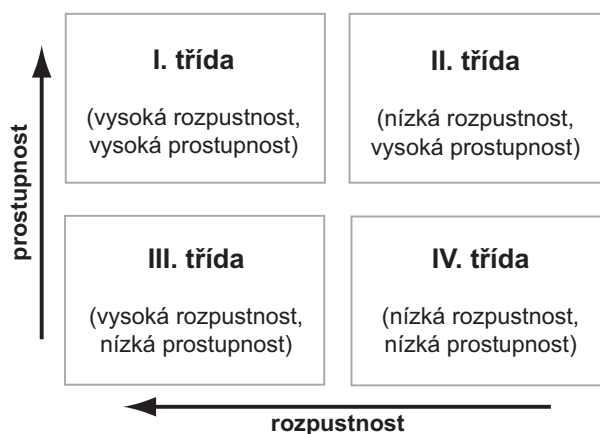 I. třída
(vysoká rozpustnost,
vysoká prostupnost)
II. třída
(nízká rozpustnost,
vysoká prostupnost)
III. třída
(vysoká rozpustnost,
nízká prostupnost)
IV. třída
(nízká rozpustnost,
nízká prostupnost)
prostupnost
rozpustnost